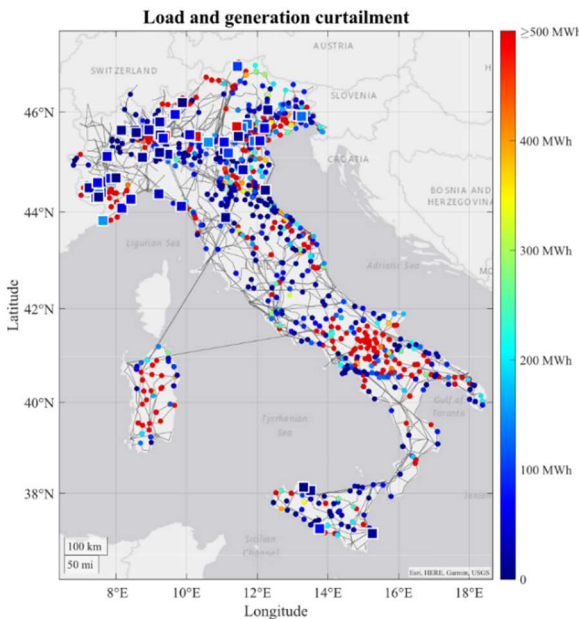 Load and generation curtailment
≥500 MWh
AUSTRIA
SWITZERLAND
SLOVENIA
46°N
400 MWh
CROATIA
BOSNIA AND
HERZEGOVINA
44°N
Ligurian Sea
Adriatic Sea
300 MWh
Latitude
42°N
200 MWh
40°N
Gulf of
Taranto
Tyrrhenian
Sea
100 MWh
38°N
Sicilian
Channel
100 km
50 mi
Esri, HERE, Garmin, USGS
0
8°E 10°E 12°E 14°E 16°E 18°E
Longitude